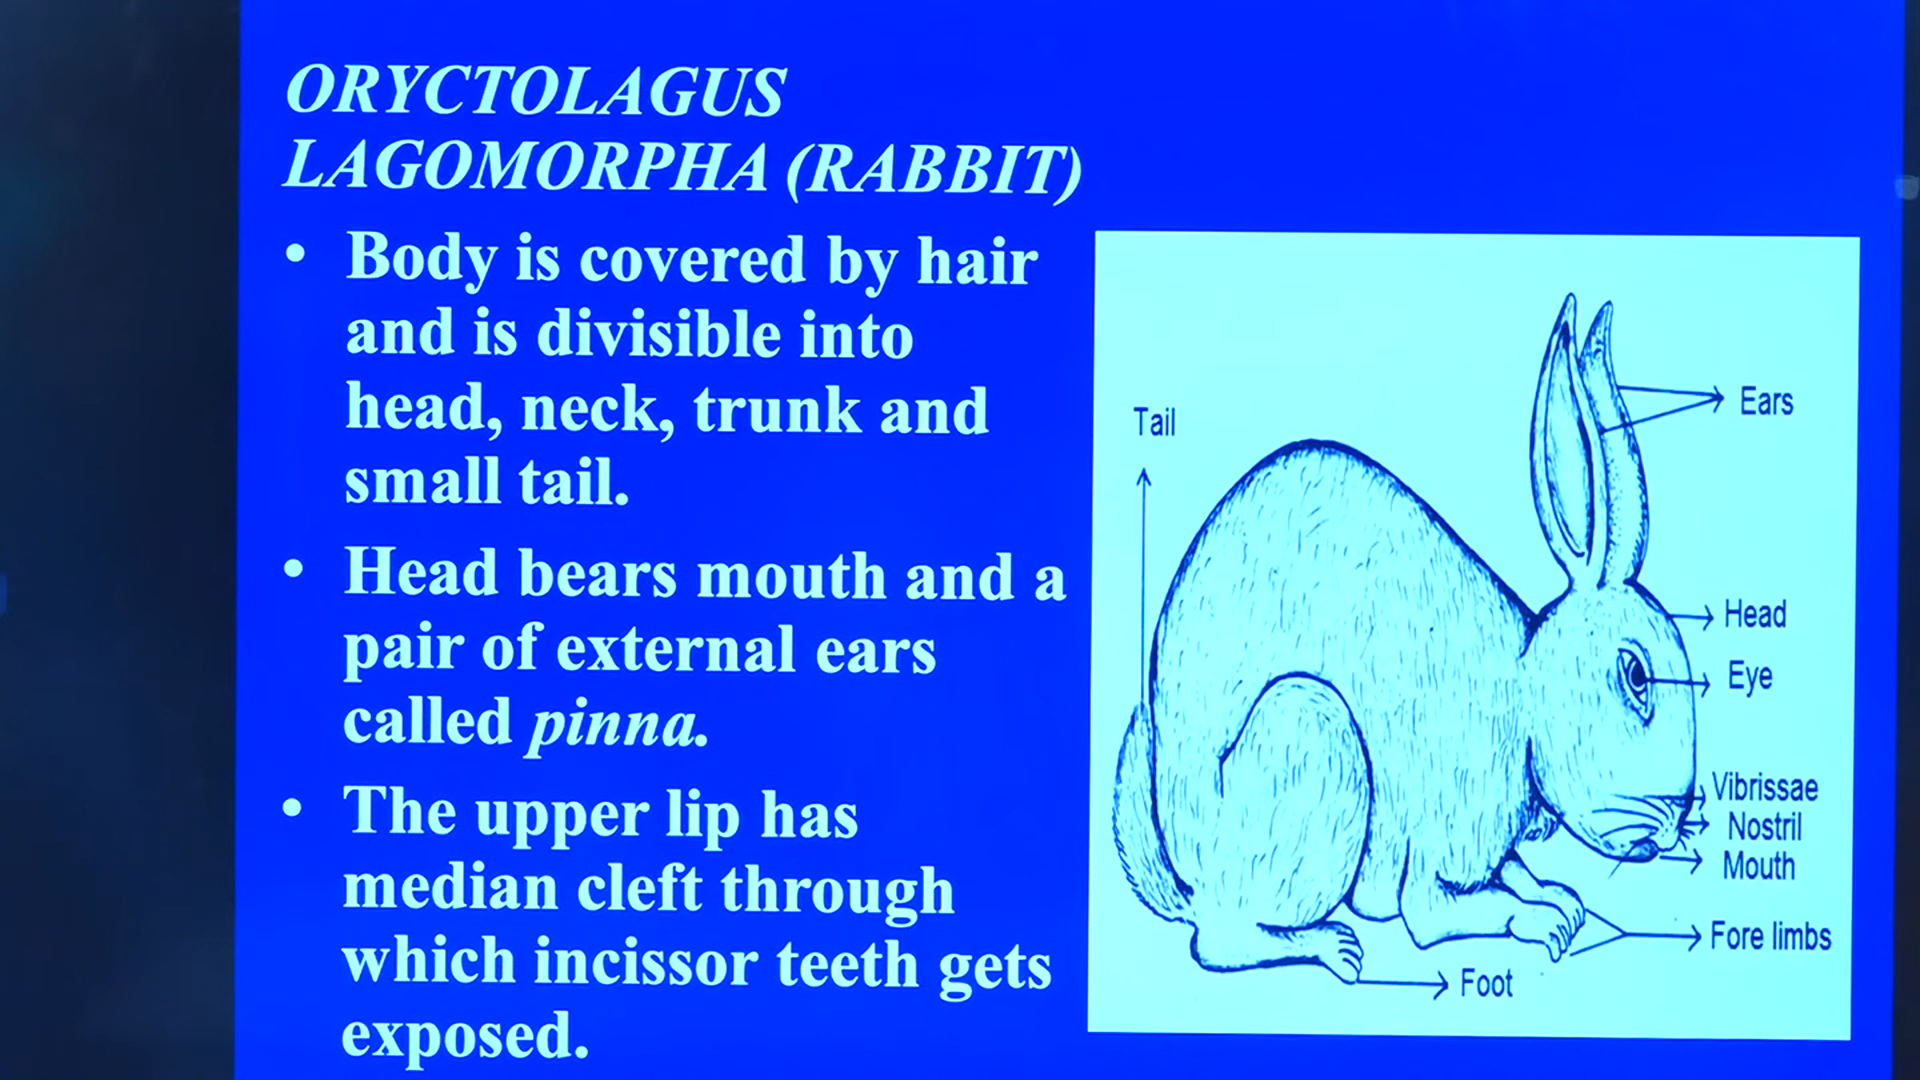 ORYCTOLAGUS
LAGOMORPHA (RABBIT)
• Body is covered by hair
and is divisible into
head, neck, trunk and
small tail.
• Head bears mouth and a
pair of external ears
called pinna.
• The upper lip has
median cleft through
which incissor teeth gets
exposed.
Tail
Ears
Head
Eye
Vibrissae
Nostril
Mouth
Fore limbs
Foot